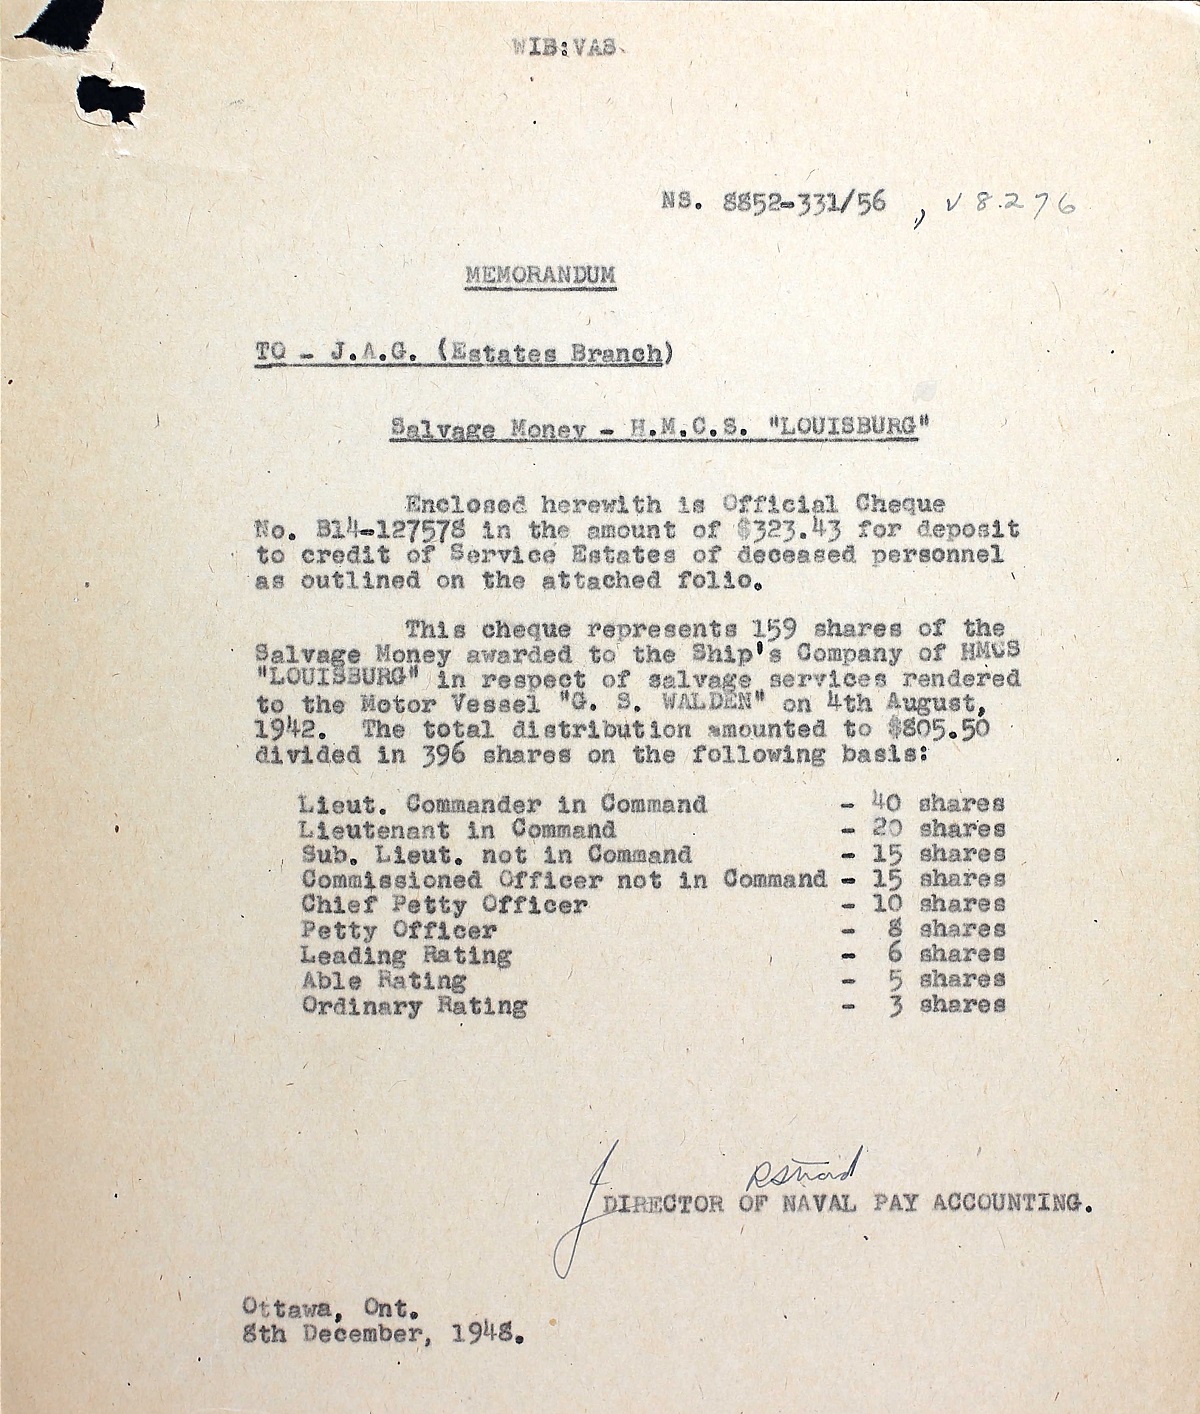 WIB:VAS.
NS. 8852-331/56 , V 8.276
MEMORANDUM
TO - J.A.G. (Estates Branch)
Salvage Money - H.M.C.S. "LOUISBURG"
Enclosed herewith is Official Cheque
No. B14-127578 in the amount of $323.43 for deposit
to credit of Service Estates of deceased personnel
as outlined on the attached folio.
This cheque represents 159 shares of the
Salvage Money awarded to the Ship's Company of HMCS
"LOUISBURG" in respect of salvage services rendered
to the Motor Vessel "G. S. WALDEN" on 4th August,
1942. The total distribution amounted to $805.50
divided in 396 shares on the following basis:
Lieut. Commander in Command - 40 shares
Lieutenant in Command - 20 shares
Sub. Lieut. not in Command - 15 shares
Commissioned Officer not in Command - 15 shares
Chief Petty Officer - 10 shares
Petty Officer - 8 shares
Leading Rating - 6 shares
Able Rating - 5 shares
Ordinary Rating - 3 shares
DIRECTOR OF NAVAL PAY ACCOUNTING.
Ottawa, Ont.
8th December, 1948.